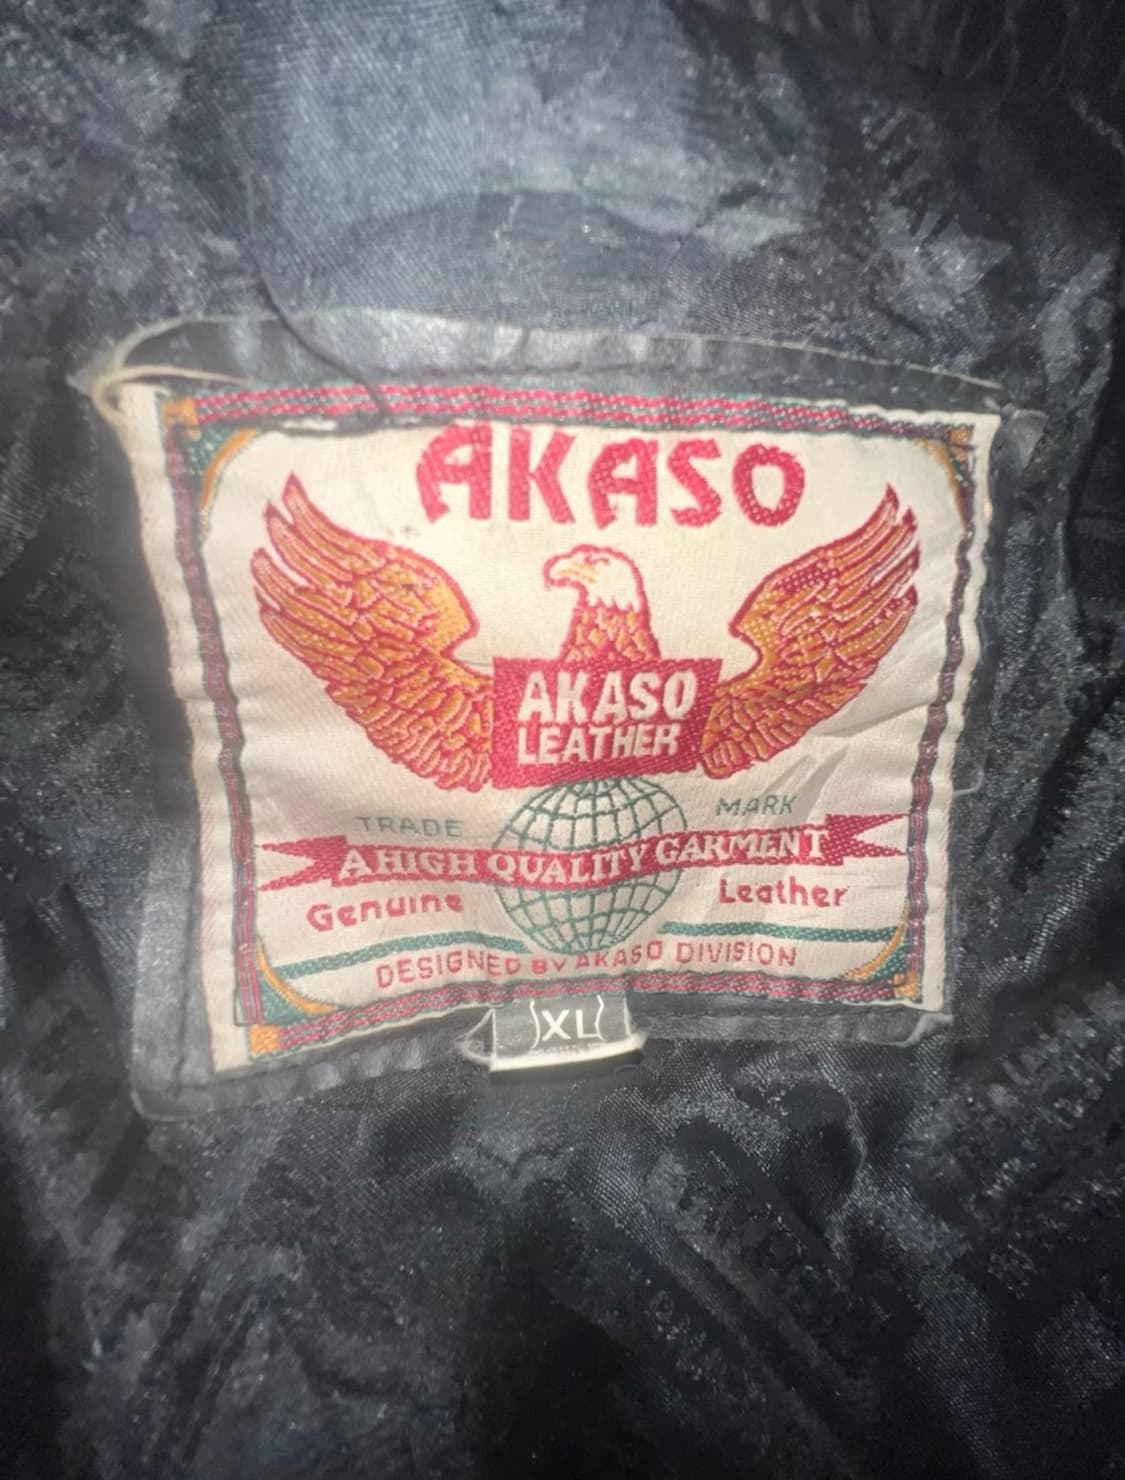 AKASO
AKASO
LEATHER
TRADE MARK
A HIGH QUALITY GARMENT
Genuine Leather
DESIGNED BY AKASO DIVISION
XL